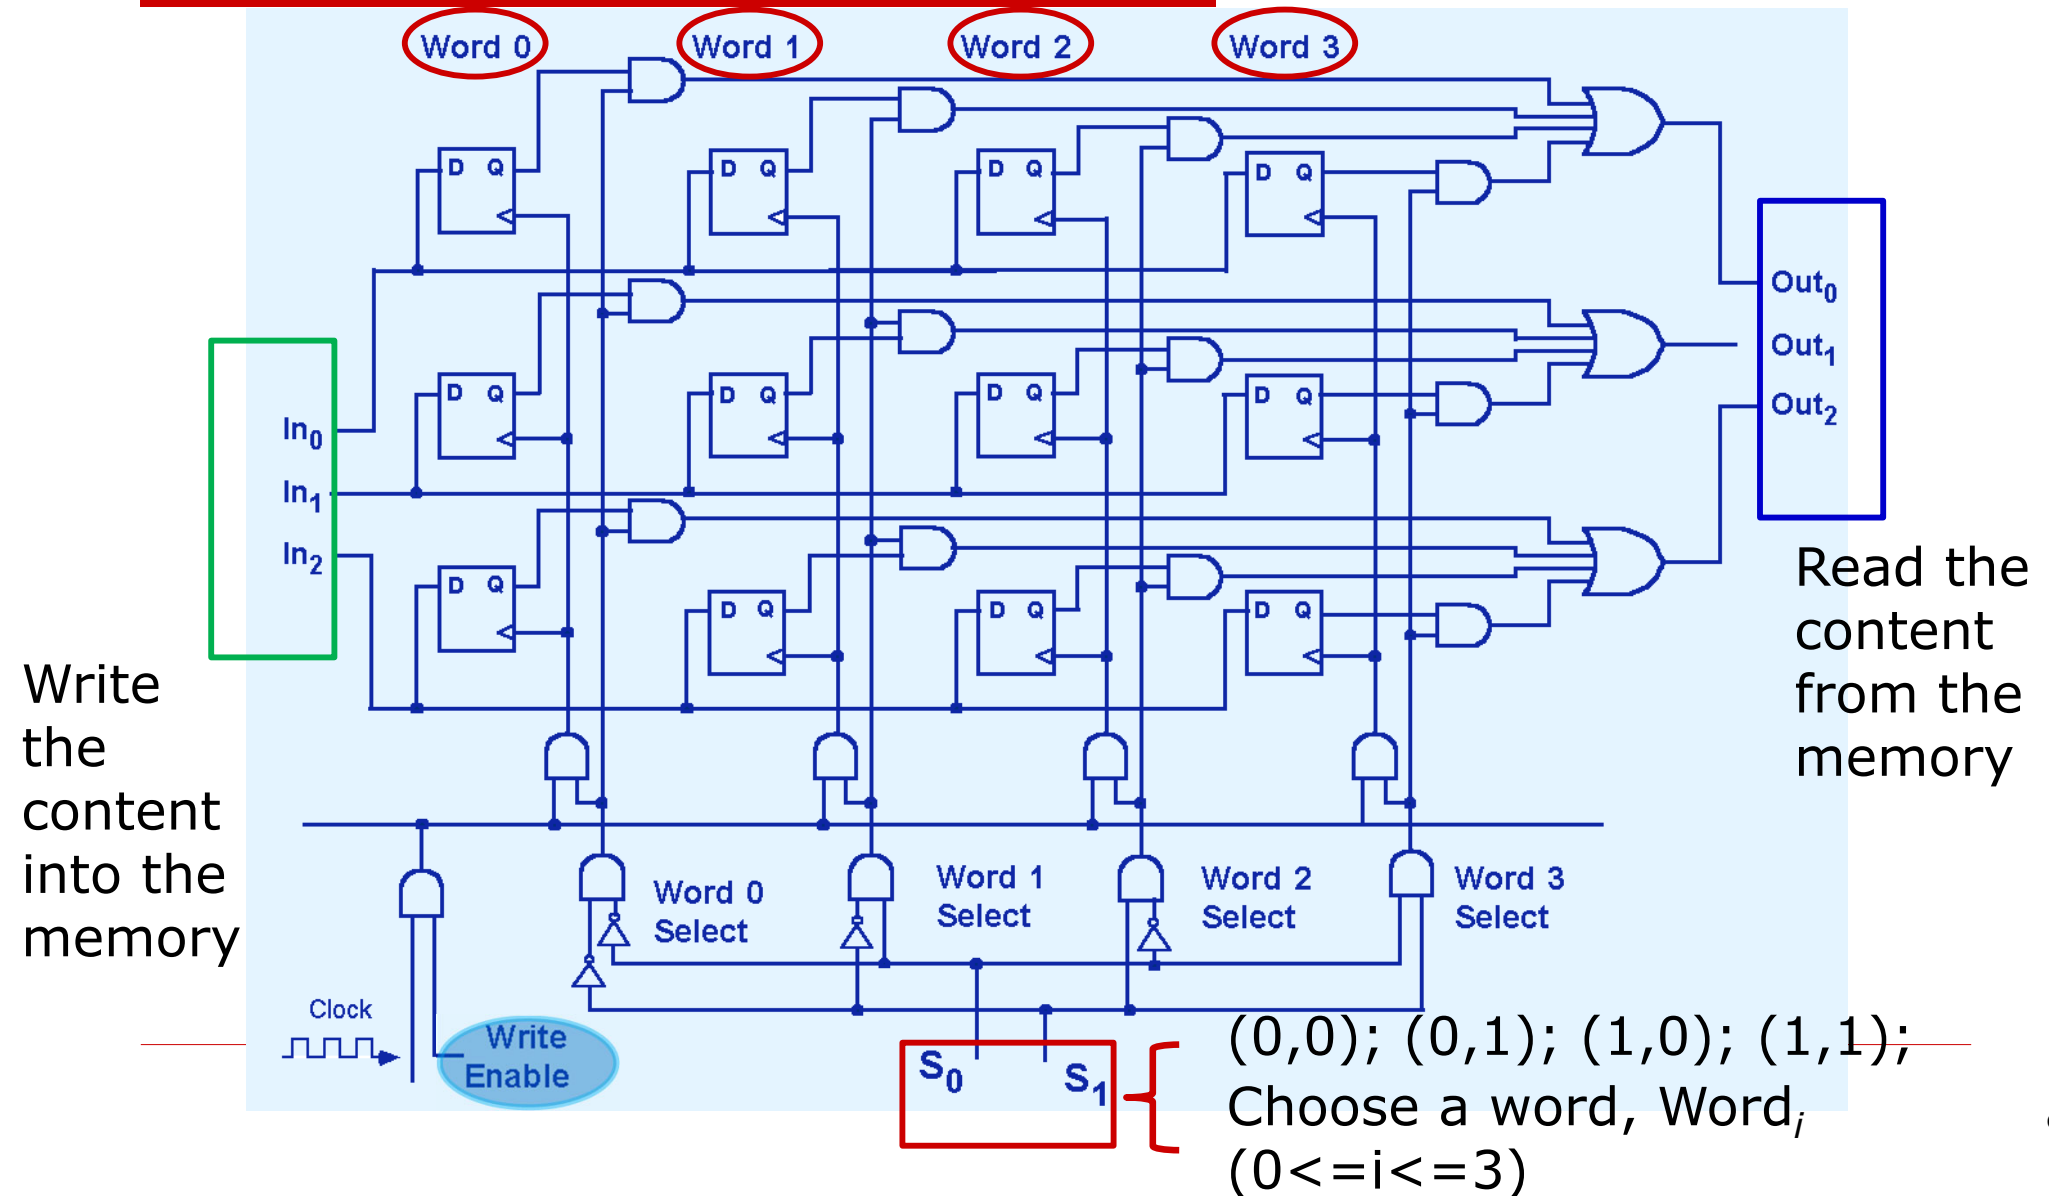 Word 0
Word 1
Word 2
Word 3
D Q
D Q
D Q
D Q
D Q
D Q
D Q
D Q
D Q
D Q
D Q
D Q
In0
In1
In2
Out0
Out1
Out2
Write
the
content
into the
memory
Read the
content
from the
memory
Word 0
Select
Word 1
Select
Word 2
Select
Word 3
Select
Clock
Write
Enable
S0
S1
(0,0); (0,1); (1,0); (1,1);
Choose a word, Wordi
(0<=i<=3)